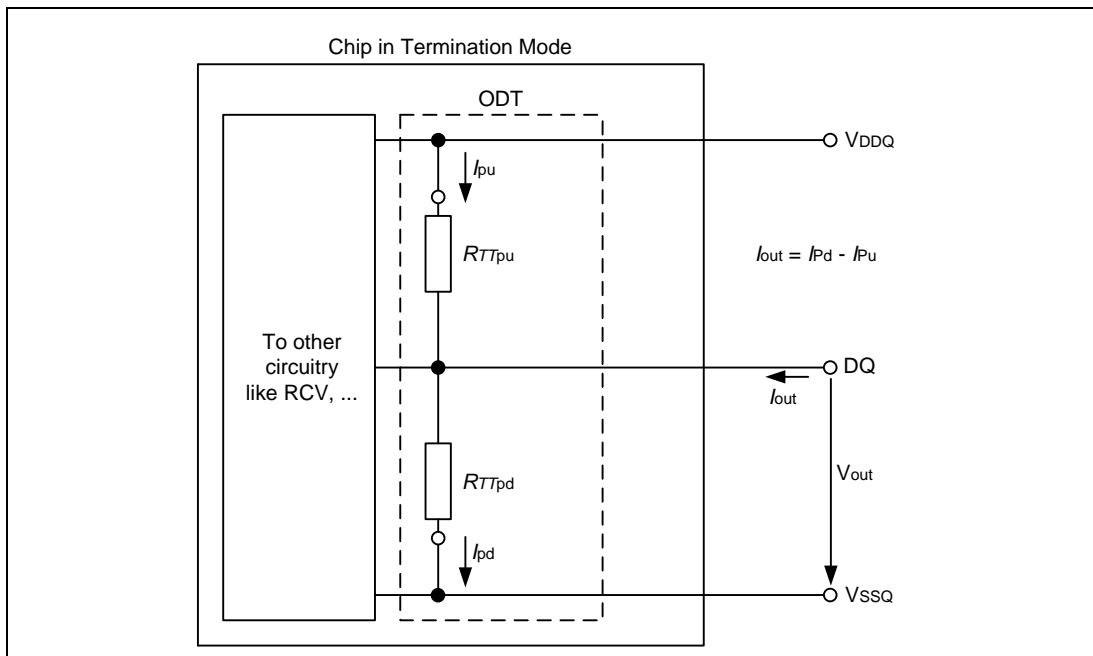 Chip in Termination Mode
ODT
VDDQ
Ipu
RTTpu
Iout = IPd - IPu
To other
circuitry
like RCV, ...
DQ
Iout
RTTpd
Vout
Ipd
VSSQ